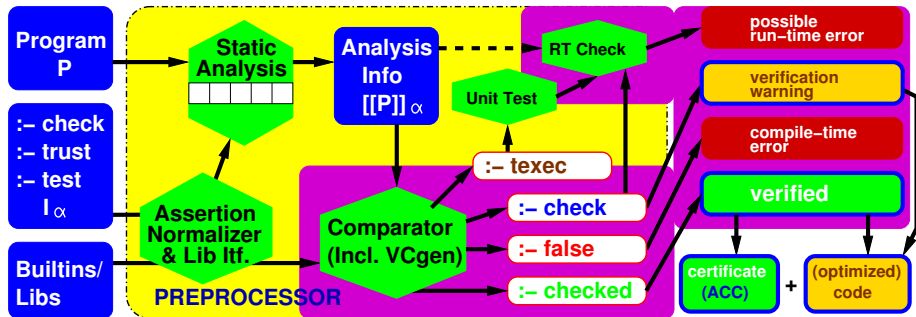 Program
P
:− check
:− trust
:− test
I α
Builtins/
Libs
Static
Analysis
Assertion
Normalizer
& Lib Itf.
PREPROCESSOR
Analysis
Info
[[P]] α
Comparator
(Incl. VCgen)
RT Check
Unit Test
:− texec
:− check
:− false
:− checked
possible
run−time error
verification
warning
compile−time
error
verified
certificate
(ACC)
+
(optimized)
code